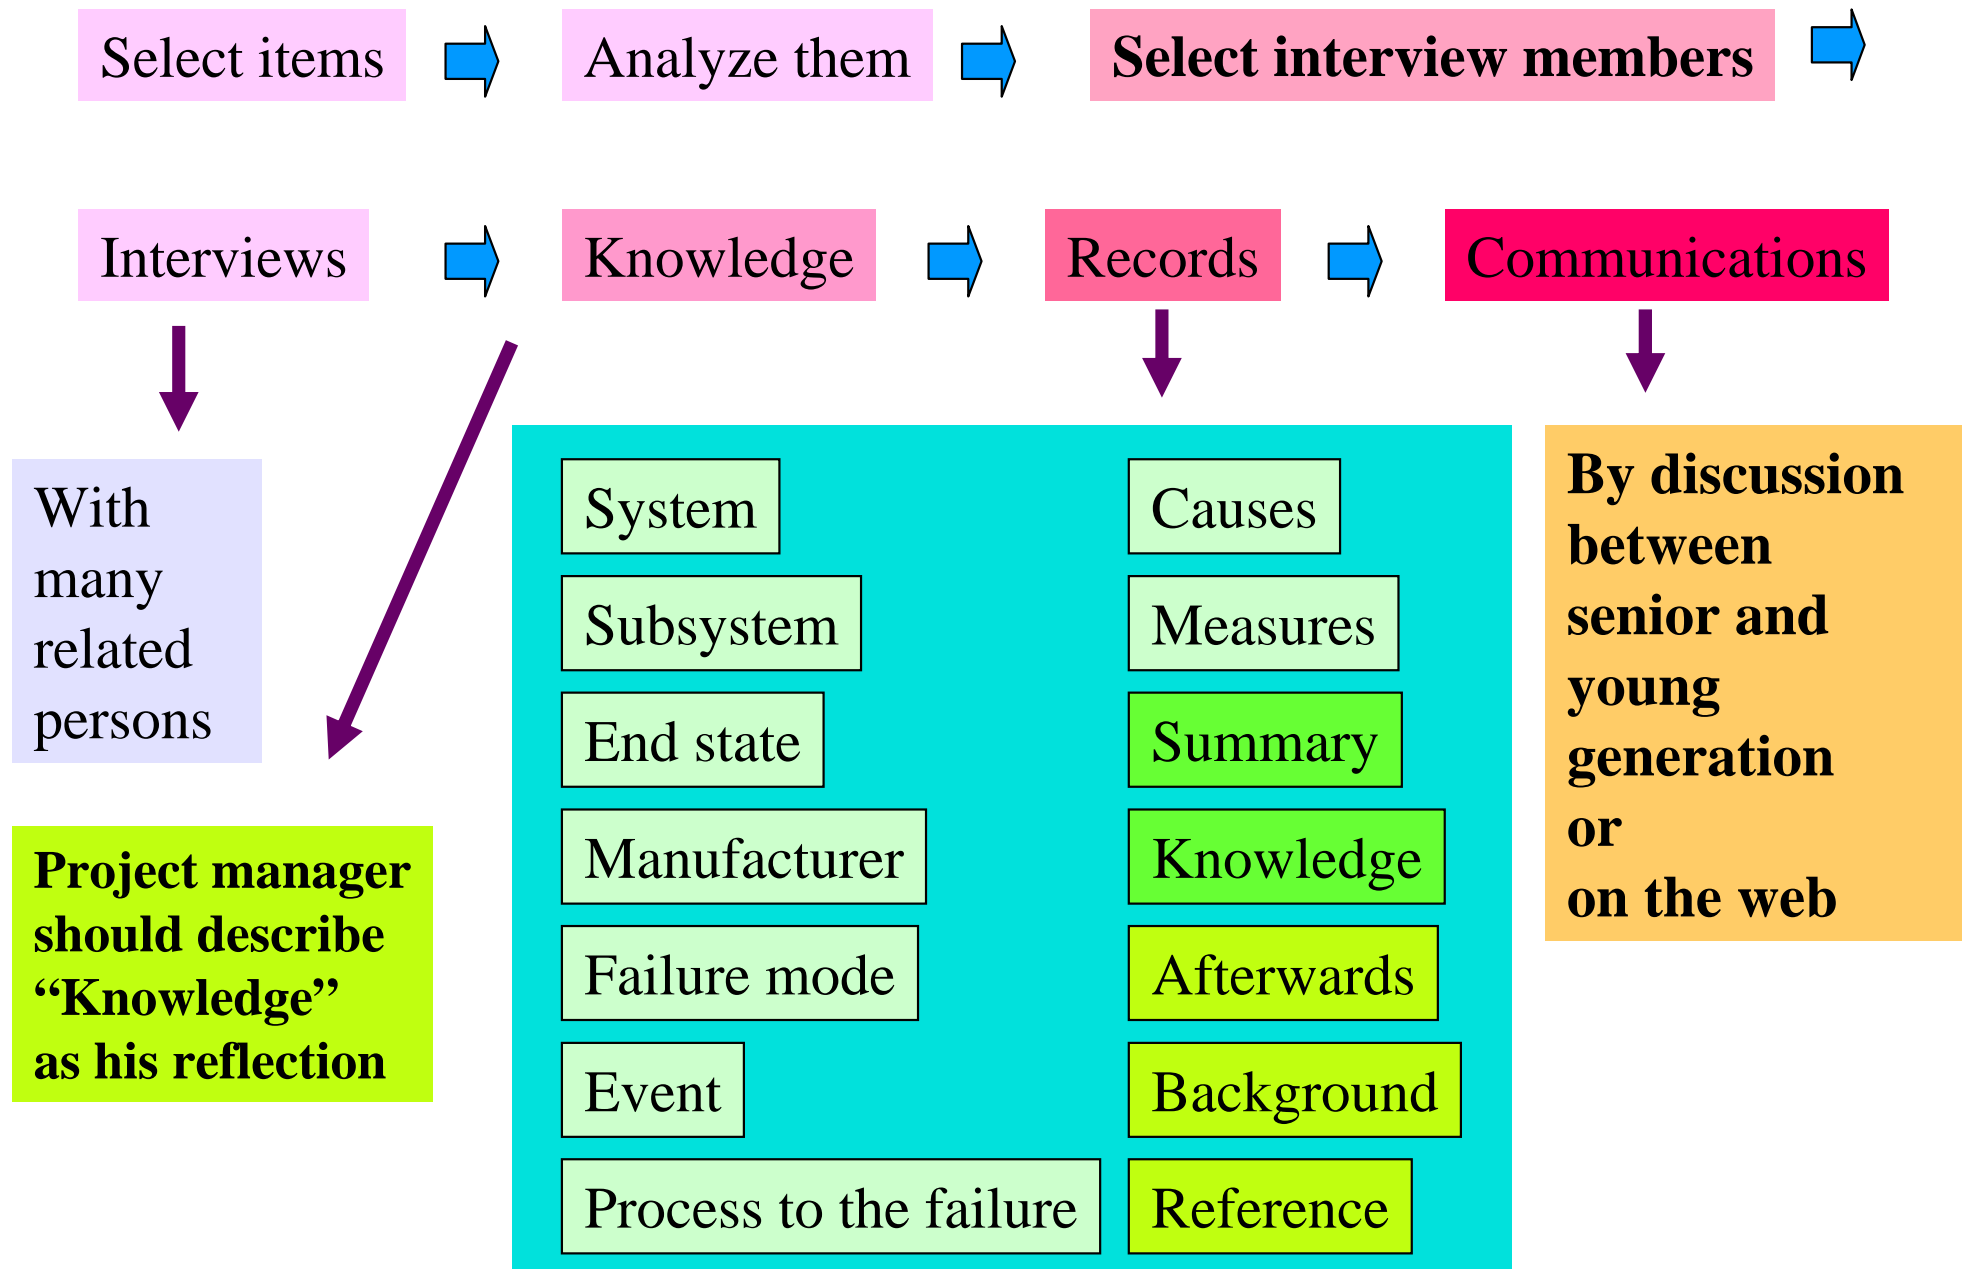 Select items
Analyze them
Select interview members
Interviews
Knowledge
Records
Communications
With
many
related
persons
Project manager
should describe
“Knowledge”
as his reflection
System
Subsystem
End state
Manufacturer
Failure mode
Event
Process to the failure
Causes
Measures
Summary
Knowledge
Afterwards
Background
Reference
By discussion
between
senior and
young
generation
or
on the web